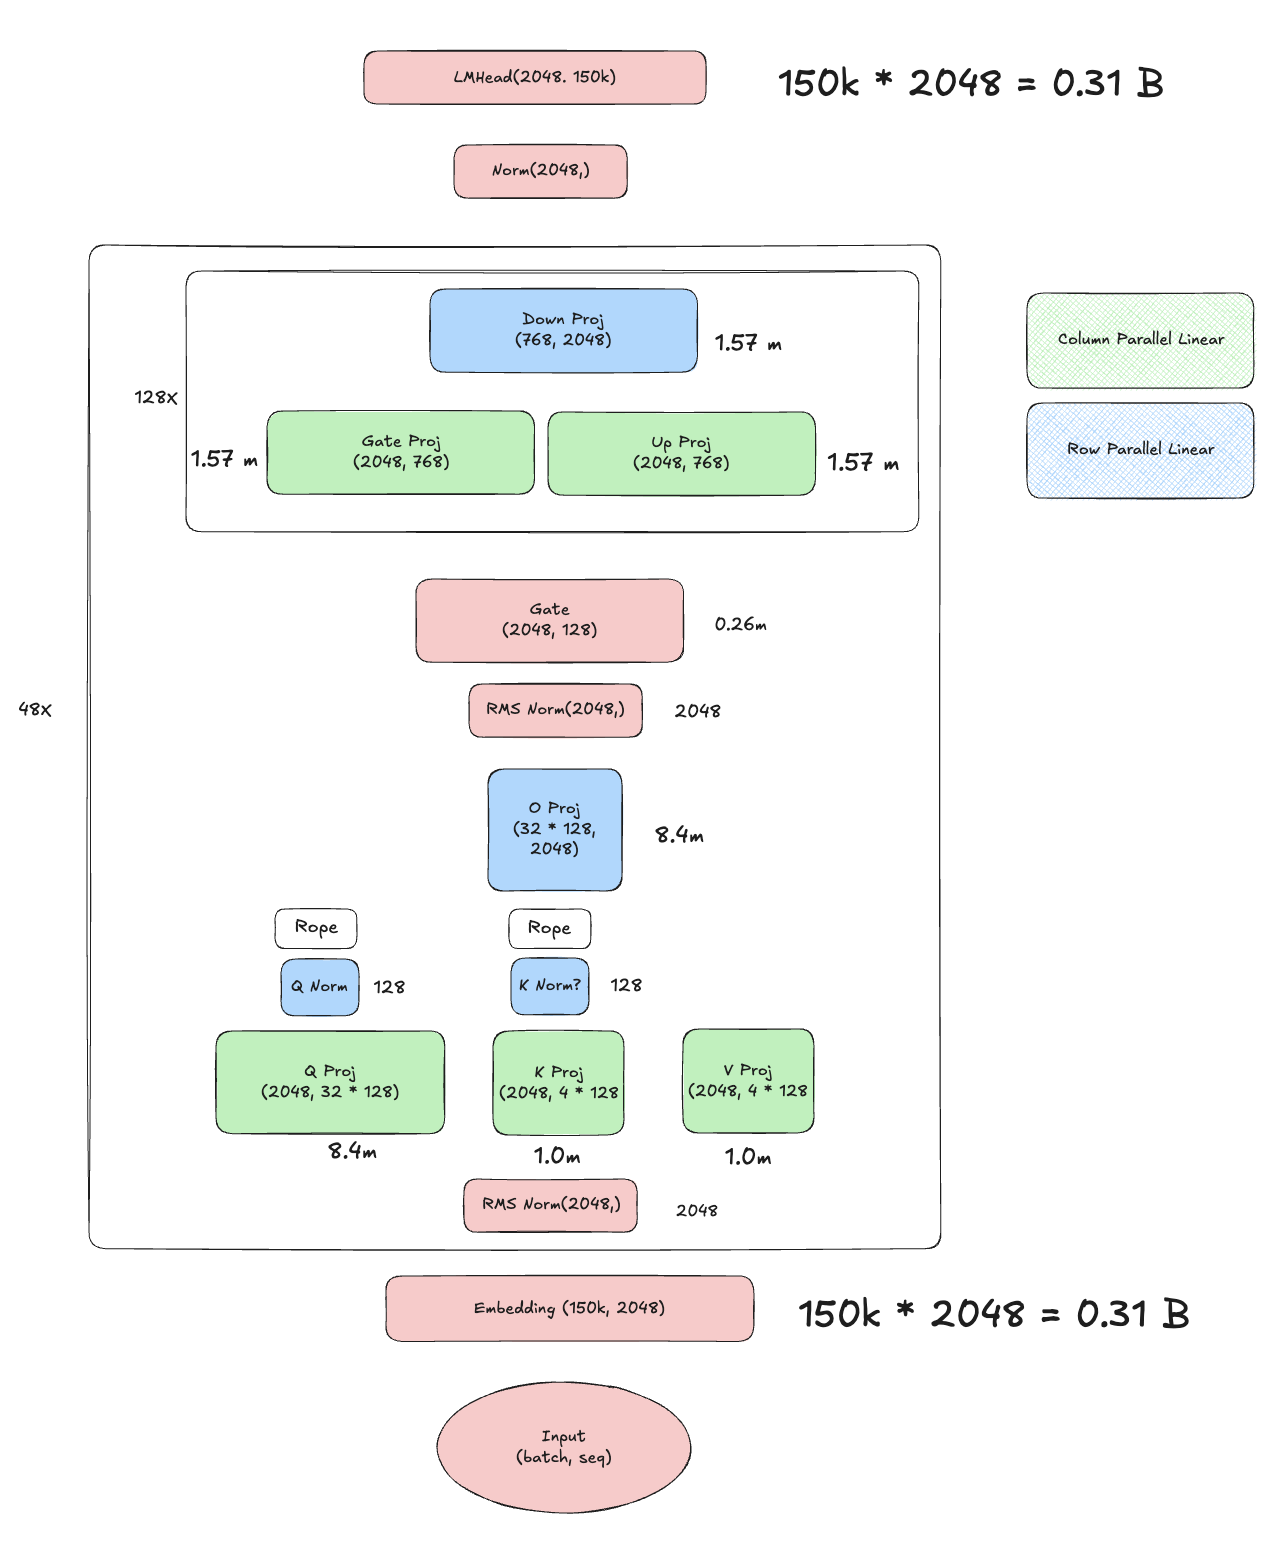 LMHead(2048. 150k)
150k * 2048 = 0.31 B
Norm(2048,)
Down Proj
(768, 2048)
1.57 m
Column Parallel Linear
128X
Gate Proj
(2048, 768)
1.57 m
Up Proj
(2048, 768)
1.57 m
Row Parallel Linear
Gate
(2048, 128)
0.26m
48X
RMS Norm(2048,)
2048
O Proj
(32 * 128,
2048)
8.4m
Rope
Rope
Q Norm
128
K Norm?
128
Q Proj
(2048, 32 * 128)
8.4m
K Proj
(2048, 4 * 128
1.0m
V Proj
(2048, 4 * 128
1.0m
RMS Norm(2048,)
2048
Embedding (150k, 2048)
150k * 2048 = 0.31 B
Input
(batch, seq)